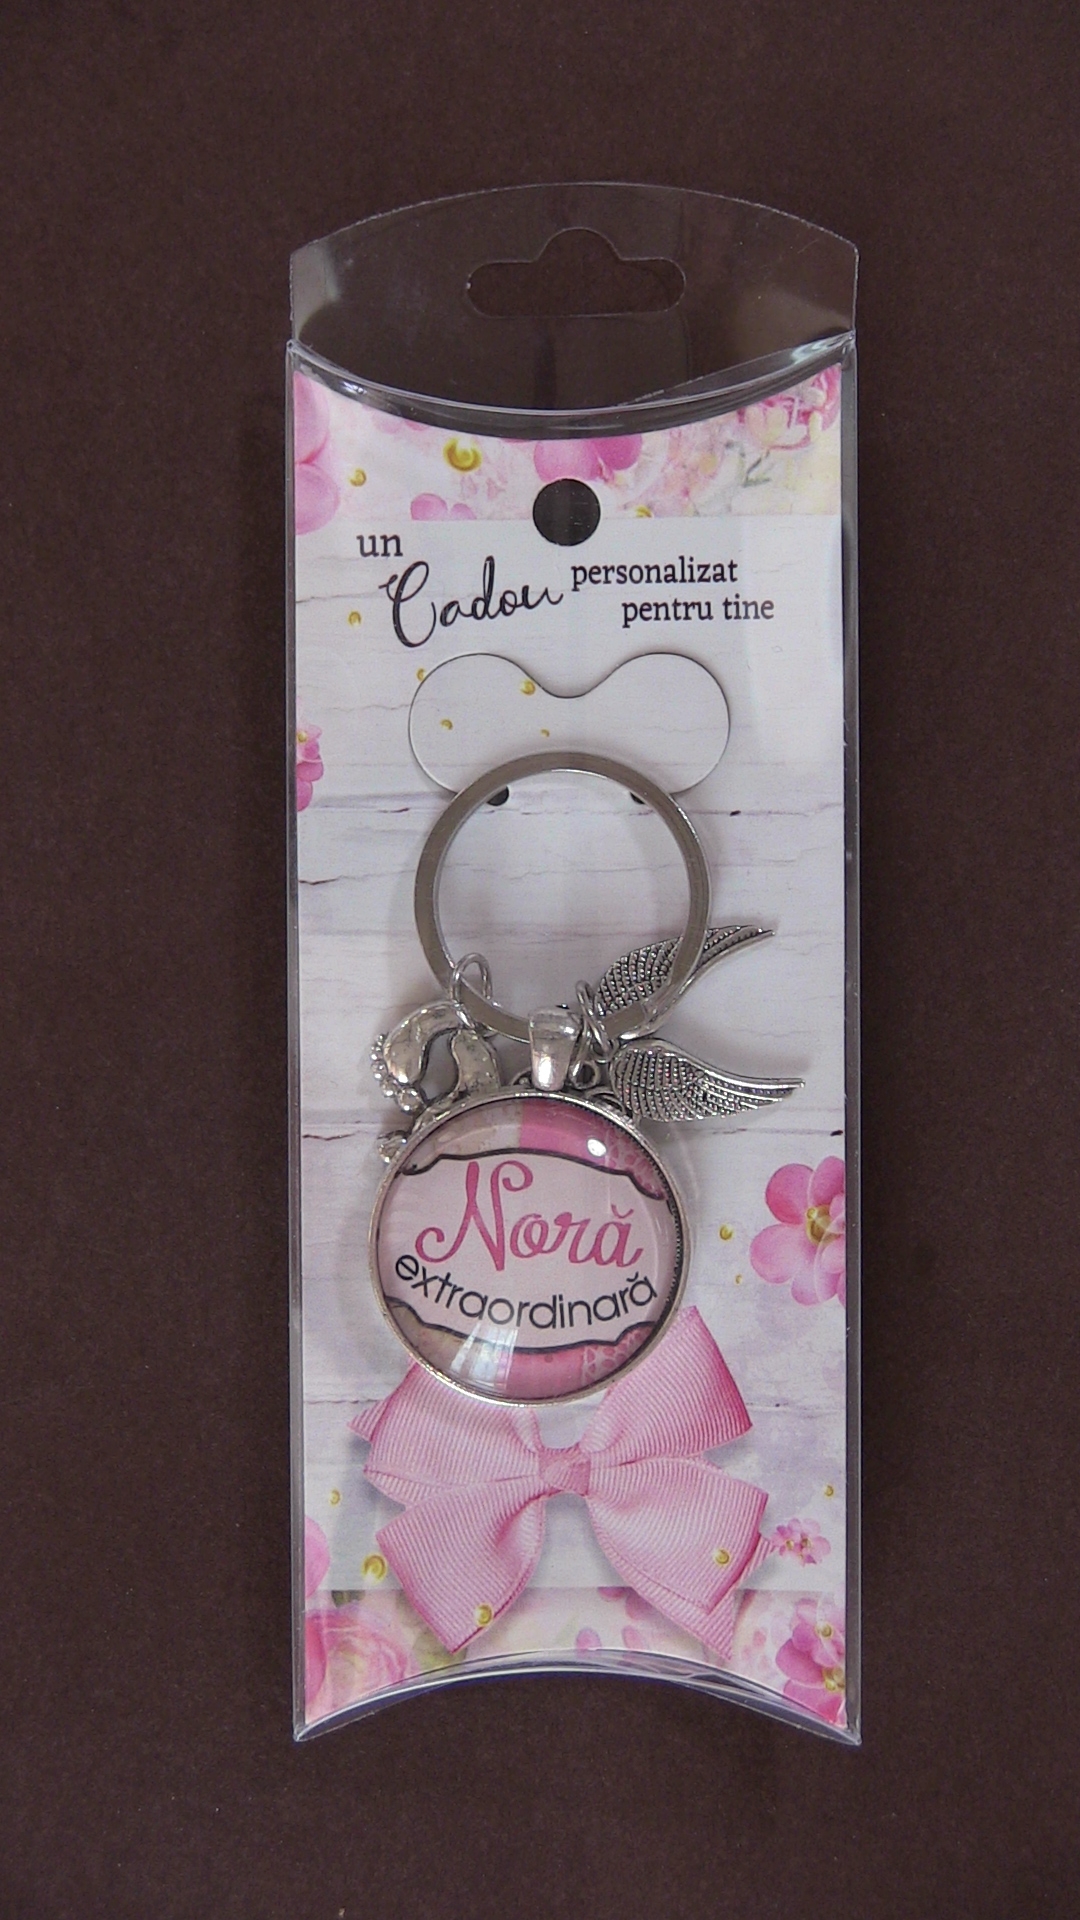 un
Cadou personalizat
pentru tine
Noră
extraordinară